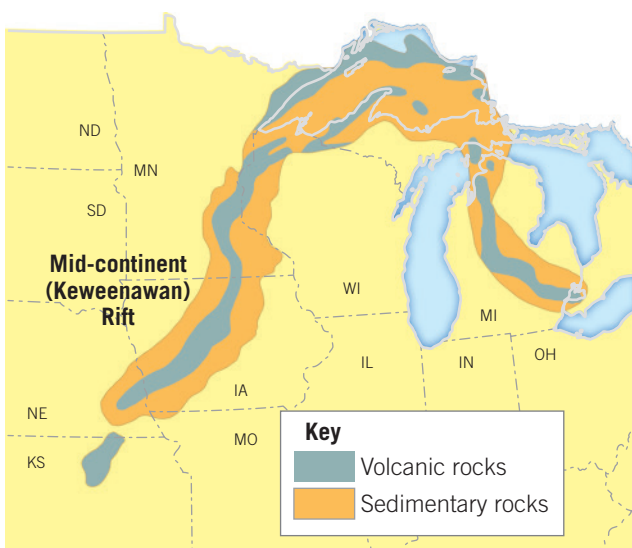 ND
MN
SD
Mid-continent
(Keweenawan)
Rift
WI
MI
IL
IN
OH
IA
NE
MO
KS
Key
Volcanic rocks
Sedimentary rocks